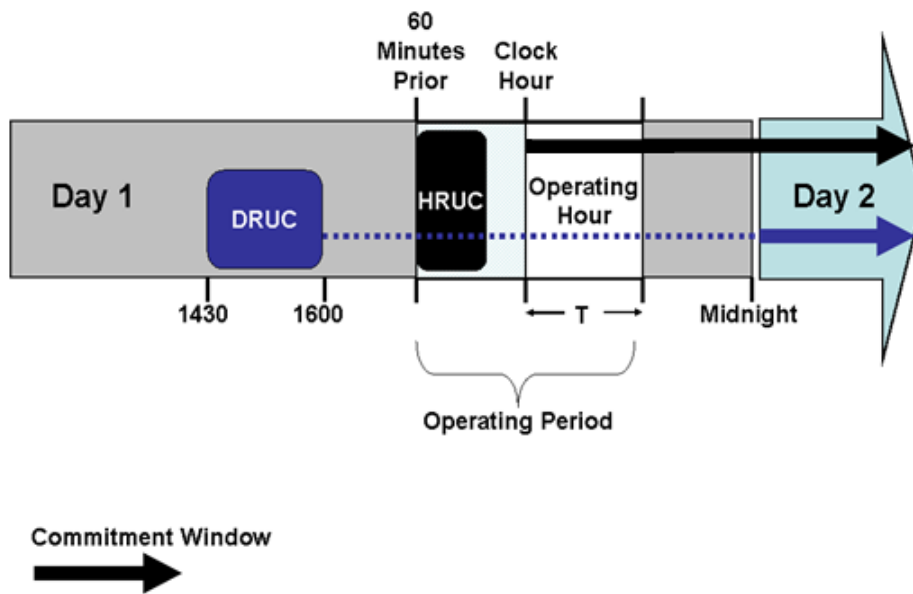 60
Minutes
Prior
Clock
Hour
Day 1
DRUC
HRUC
Operating
Hour
Day 2
1430
1600
T
Midnight
Operating Period
Commitment Window